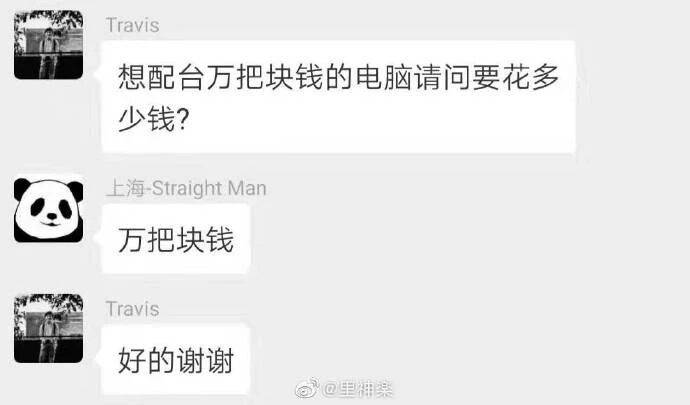 Travis
想配台万把块钱的电脑请问要花多
少钱?
上海-Straight Man
万把块钱
Travis
好的谢谢
@里神楽